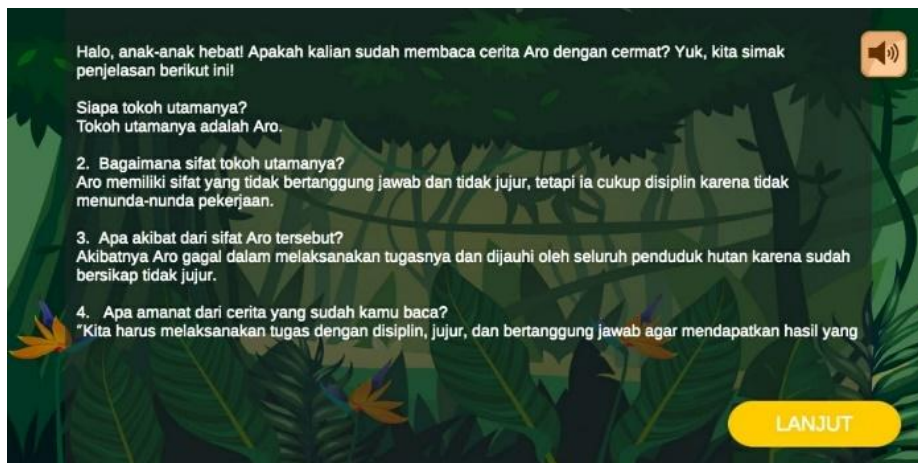 Halo, anak-anak hebat! Apakah kalian sudah membaca cerita Aro dengan cermat? Yuk, kita simak
penjelasan berikut ini!
Siapa tokoh utamanya?
Tokoh utamanya adalah Aro.
2. Bagaimana sifat tokoh utamanya?
Aro memiliki sifat yang tidak bertanggung jawab dan tidak jujur, tetapi ia cukup disiplin karena tidak
menunda-nunda pekerjaan.
3. Apa akibat dari sifat Aro tersebut?
Akibatnya Aro gagal dalam melaksanakan tugasnya dan dijauhi oleh seluruh penduduk hutan karena sudah
bersikap tidak jujur.
4. Apa amanat dari cerita yang sudah kamu baca?
"Kita harus melaksanakan tugas dengan disiplin, jujur, dan bertanggung jawab agar mendapatkan hasil yang
LANJUT